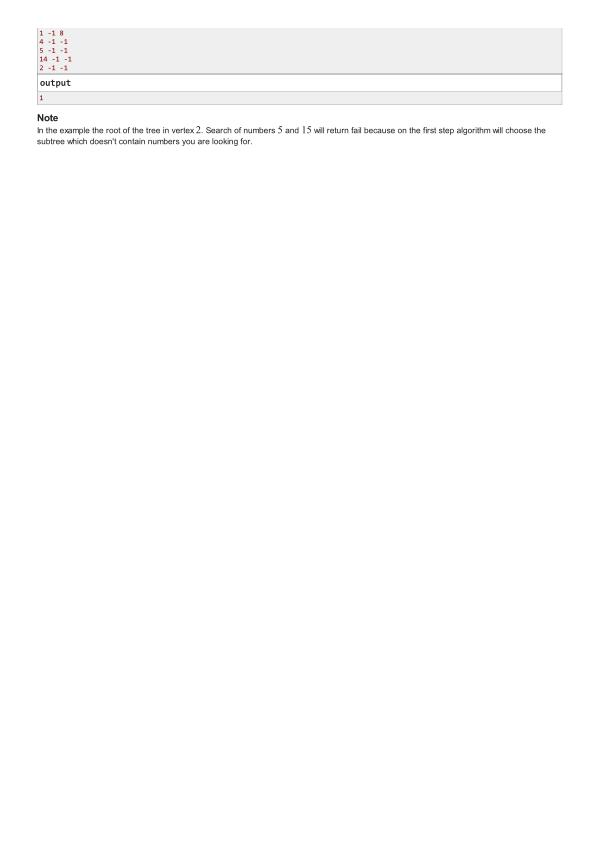 1 -1 8
4 -1 -1
5 -1 -1
14 -1 -1
2 -1 -1
output
1
Note
In the example the root of the tree in vertex 2. Search of numbers 5 and 15 will return fail because on the first step algorithm will choose the
subtree which doesn't contain numbers you are looking for.